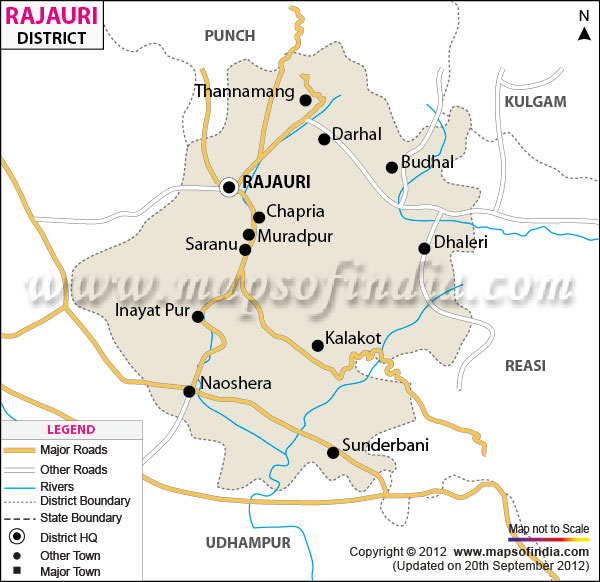 RAJAURI
DISTRICT
N
PUNCH
KULGAM
Thannamang
Darhal
Budhal
RAJAURI
Chapria
Muradpur
Saranu
Dhaleri
www.mapsofindia.com
Inayat Pur
Kalakot
REASI
Naoshera
Sunderbani
UDHAMPUR
LEGEND
Major Roads
Other Roads
Rivers
District Boundary
State Boundary
District HQ
Other Town
Major Town
Map not to Scale
Copyright © 2012 www.mapsofindia.com
(Updated on 20th September 2012)